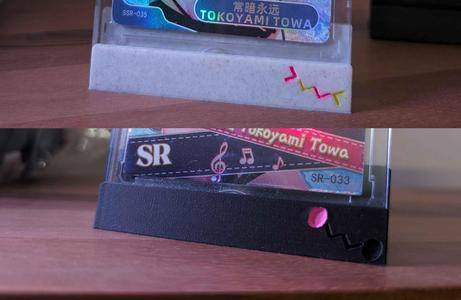 常暗永远
SSR-035
TOKOYAMI TOWA
Tokoyami Towa
SR
SR-033